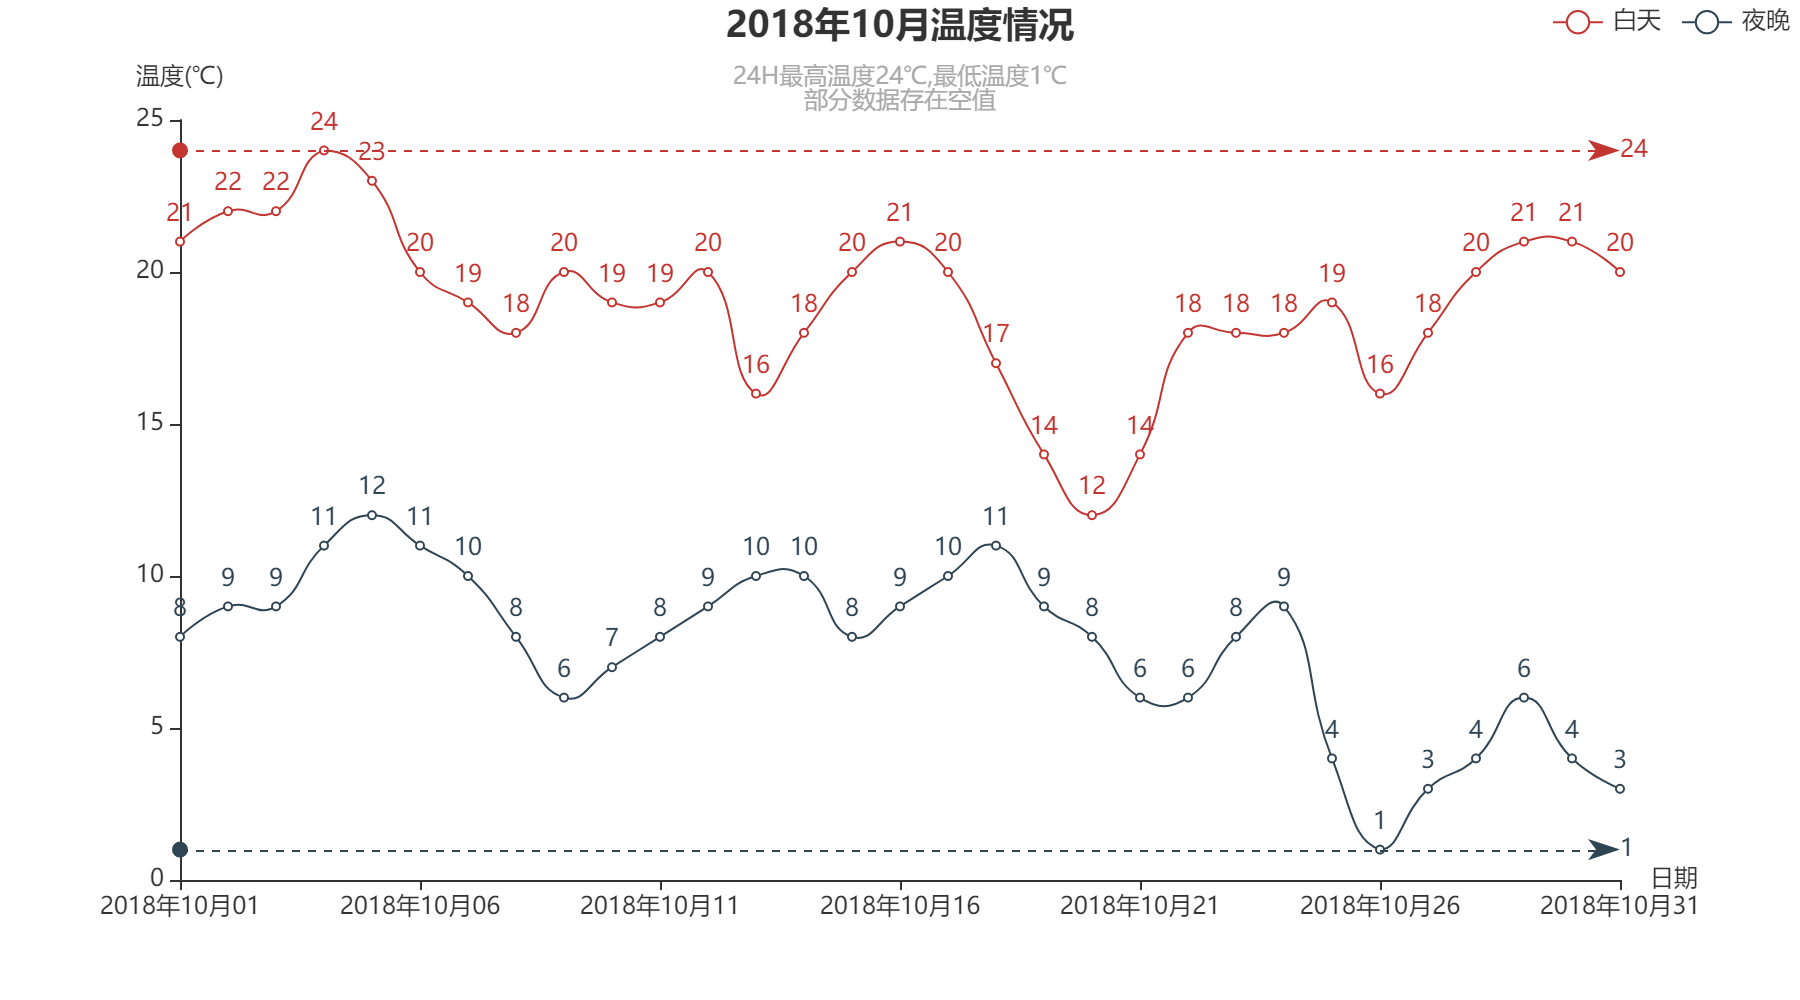 2018年10月温度情况
白天 夜晚
24H最高温度24℃,最低温度1℃
部分数据存在空值
温度(℃)
25
20
15
10
5
0
21 22 22 24 23 20 19 18 20 19 19 20 16 18 20 21 20 17 14 12 14 18 18 18 19 16 18 20 21 21 20
24
8 9 9 11 12 11 10 8 6 7 8 9 10 10 8 9 10 11 9 8 6 6 8 9 4 1 3 4 6 4 3
1
日期
2018年10月01 2018年10月06 2018年10月11 2018年10月16 2018年10月21 2018年10月26 2018年10月31